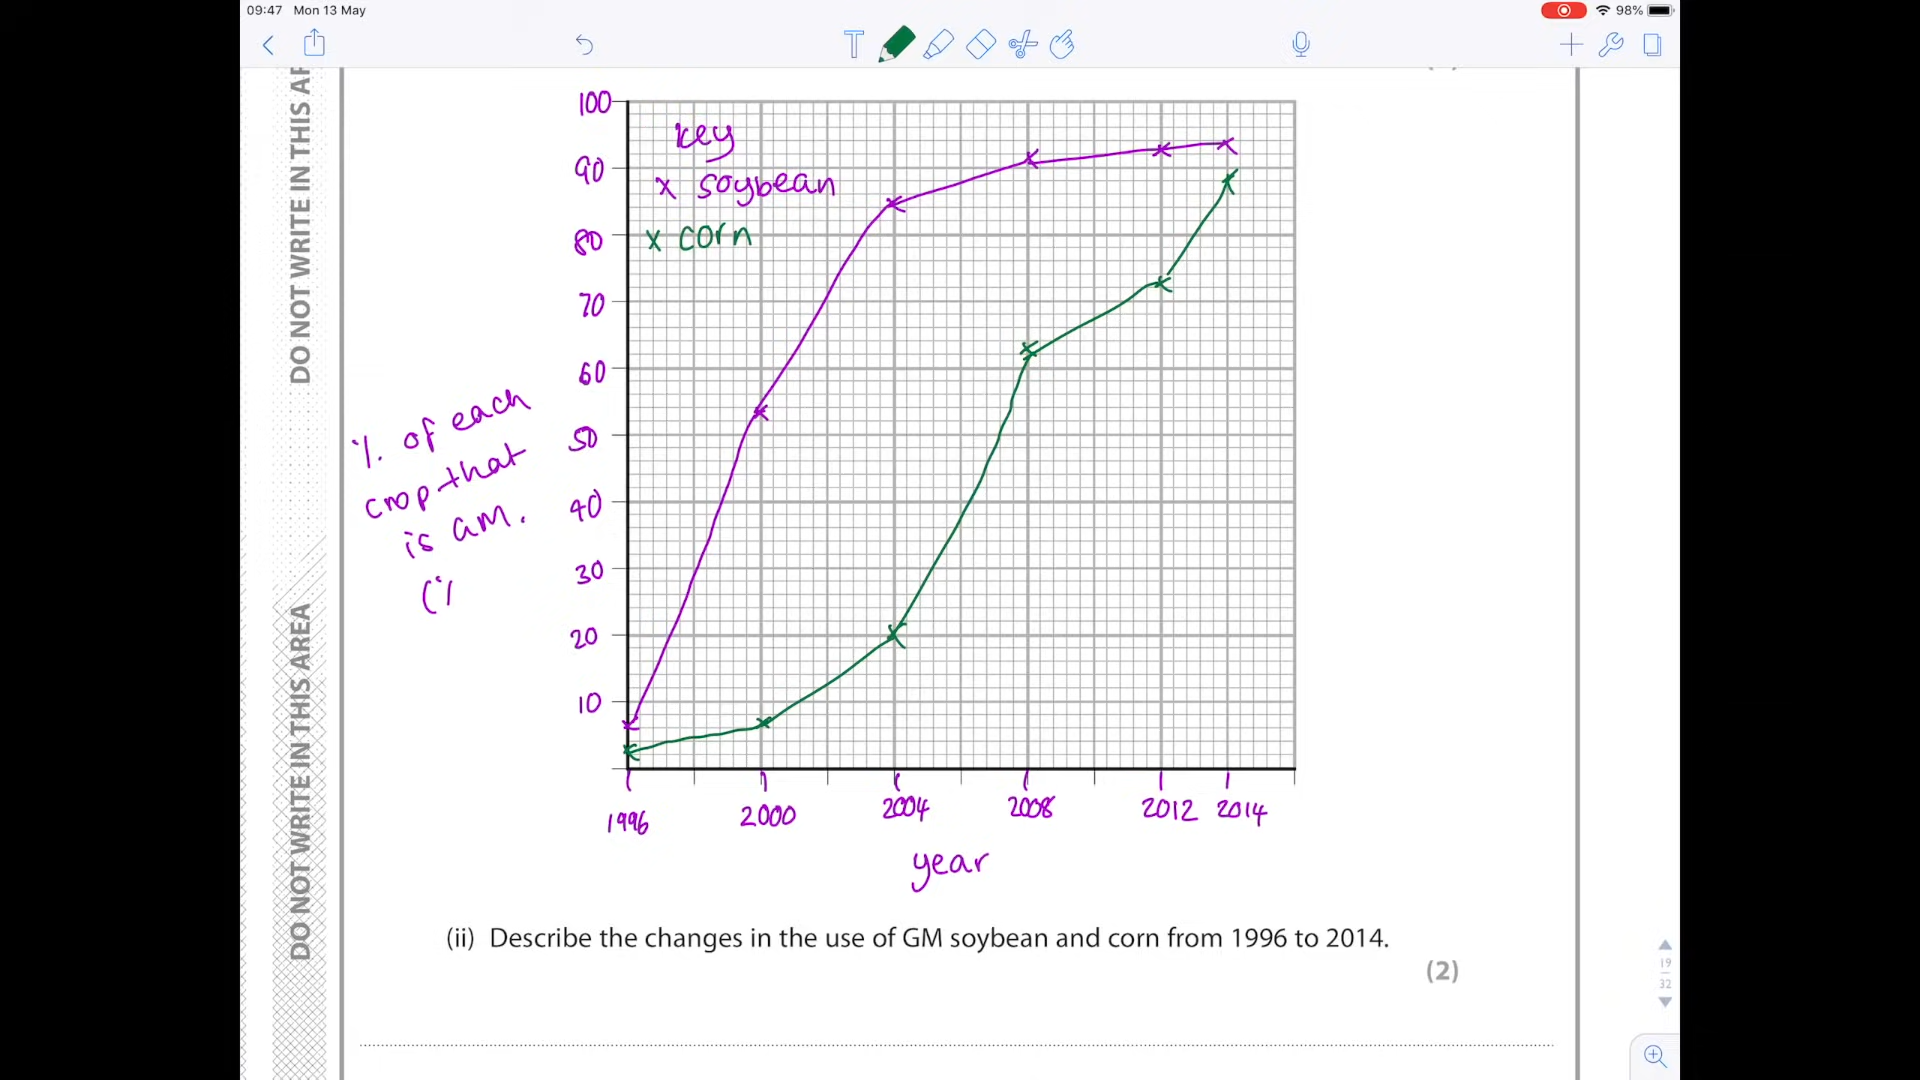 09:47 Mon 13 May
98%
T
DO NOT WRITE IN THIS AR
DO NOT WRITE IN THIS AREA
100
90
80
70
60
50
40
30
20
10
key
x soybean
x corn
% of each
crop that
is GM.
(%
1996 2000 2004 2008 2012 2014
year
(ii) Describe the changes in the use of GM soybean and corn from 1996 to 2014.
(2)
19
32